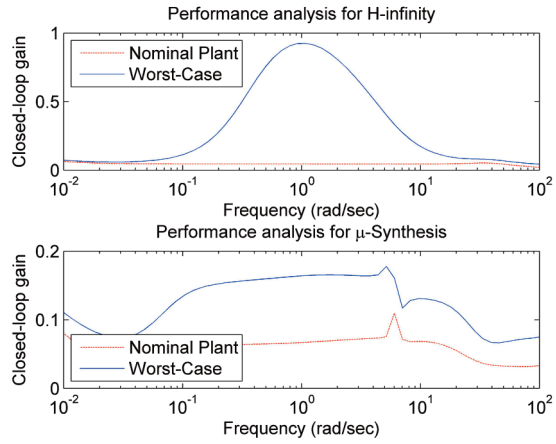 Performance analysis for H-infinity
1
Nominal Plant
Worst-Case
0.5
Closed-loop gain
0
10^-2 10^-1 10^0 10^1 10^2
Frequency (rad/sec)
Performance analysis for μ-Synthesis
0.2
0.1
Closed-loop gain
Nominal Plant
Worst-Case
0
10^-2 10^-1 10^0 10^1 10^2
Frequency (rad/sec)